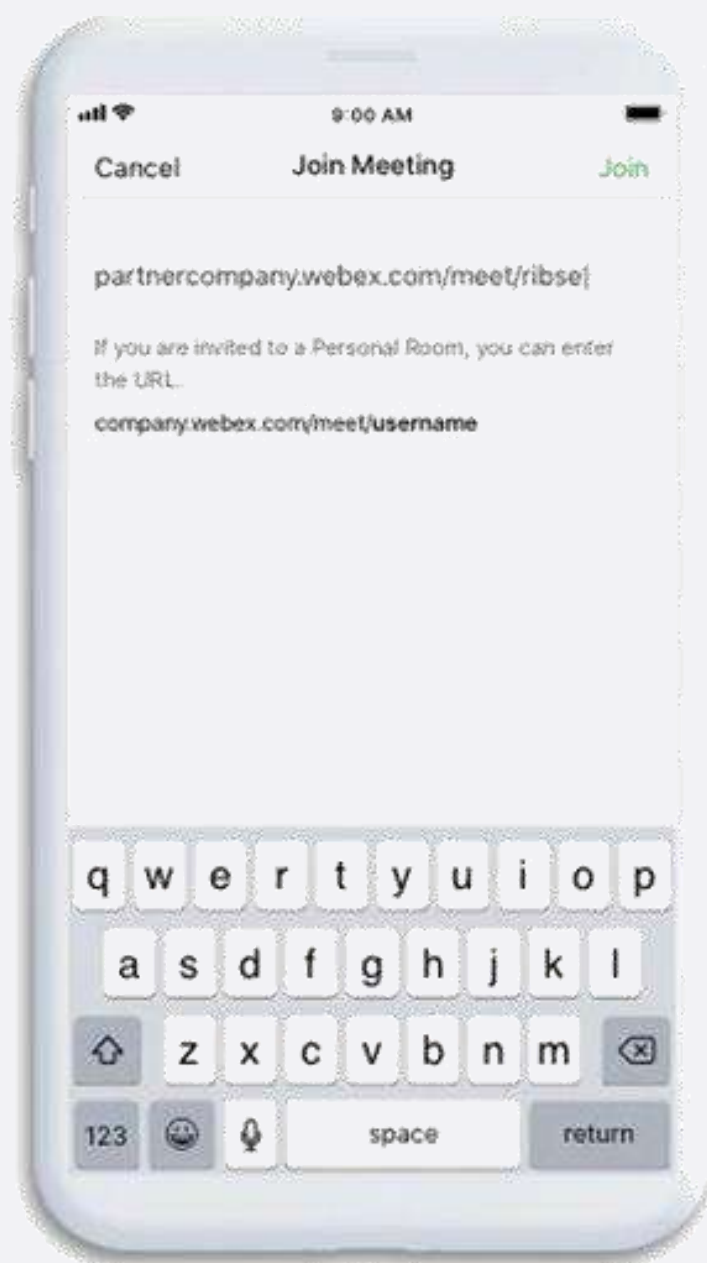 9:00 AM
Cancel Join Meeting Join
partnercompany.webex.com/meet/ribse
If you are invited to a Personal Room, you can enter
the URL.
company.webex.com/meet/username
q w e r t y u i o p
a s d f g h j k l
z x c v b n m
123 space return